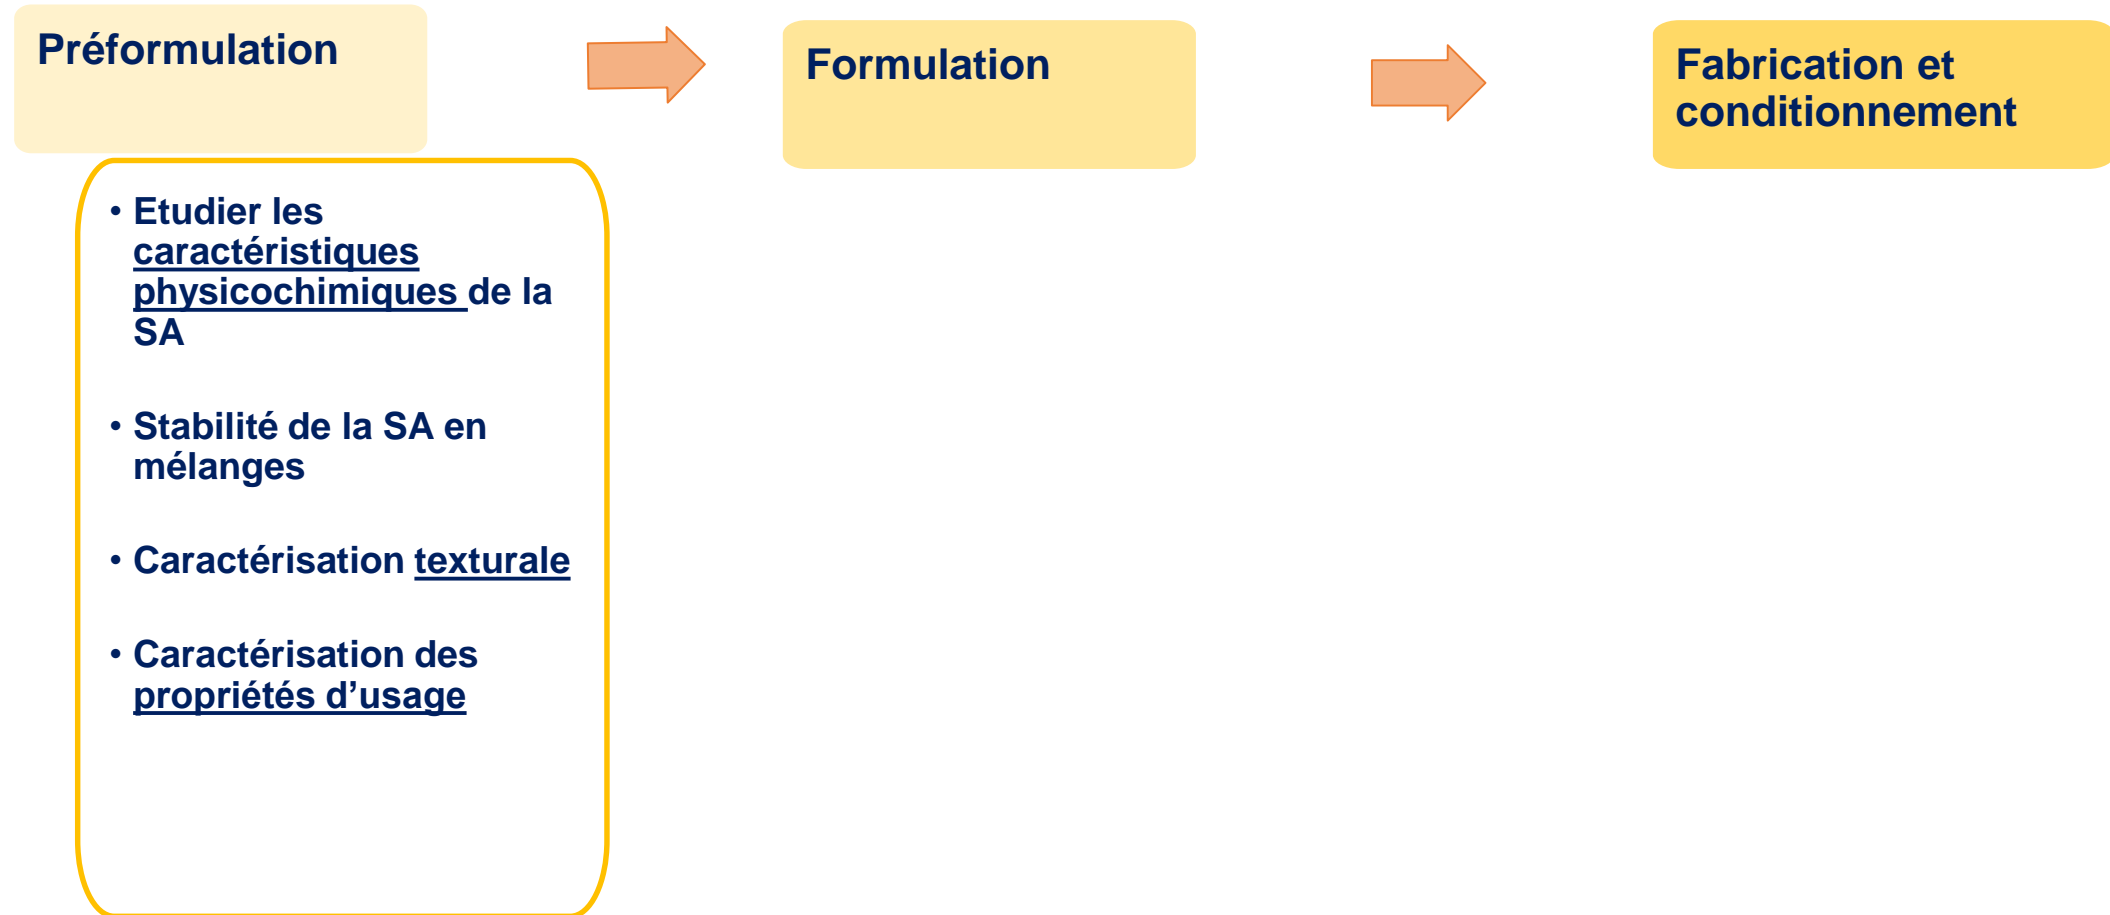 Préformulation
Formulation
Fabrication et
conditionnement
• Etudier les
caractéristiques
physicochimiques de la
SA
• Stabilité de la SA en
mélanges
• Caractérisation texturale
• Caractérisation des
propriétés d’usage